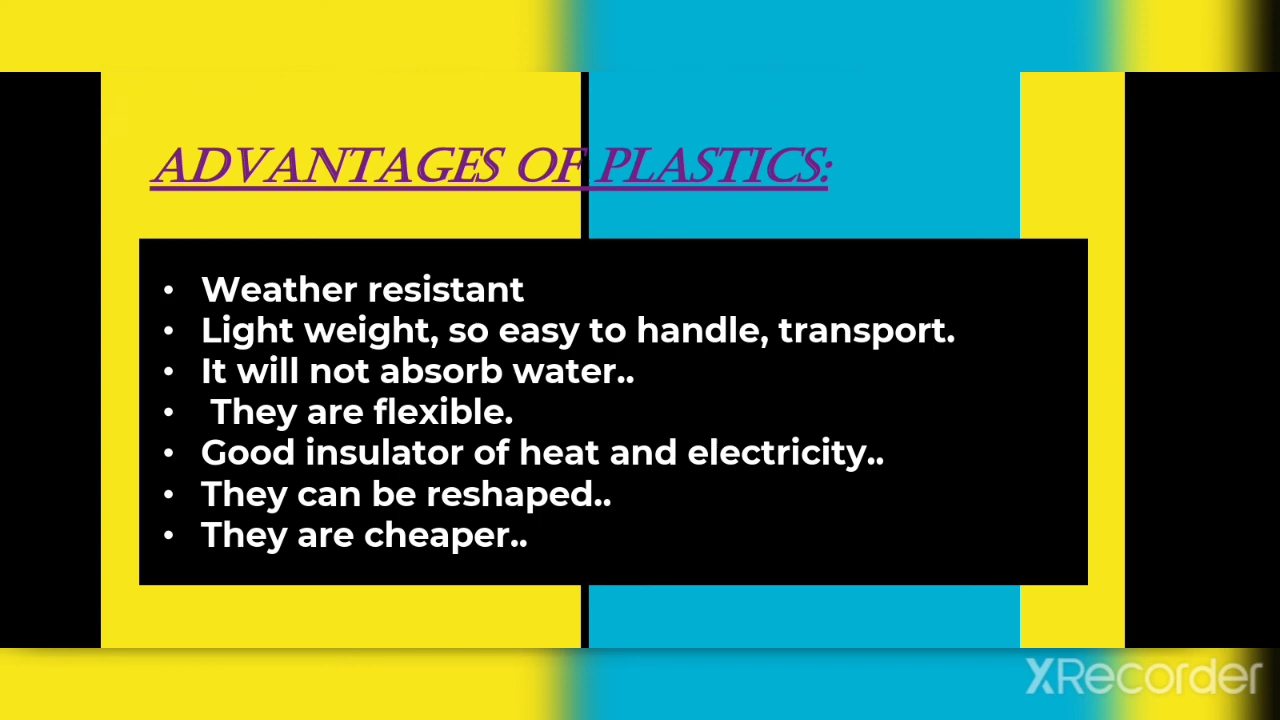 ADVANTAGES OF PLASTICS:
• Weather resistant
• Light weight, so easy to handle, transport.
• It will not absorb water..
• They are flexible.
• Good insulator of heat and electricity..
• They can be reshaped..
• They are cheaper..
XRecorder